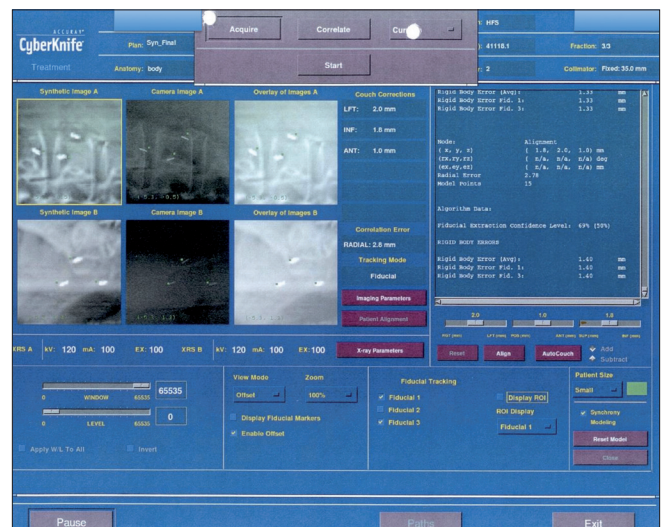 ACCURAY
CyberKnife
Treatment
Plan: Syn_Final
Anatomy: body
Acquire
Correlate
Start
HFS
41118.1
Fraction: 3/3
2
Collimator: Fixed: 35.0 mm
Synthetic Image A
Camera Image A
Overlay of Images A
Couch Corrections
LFT: 2.0 mm
INF: 1.8 mm
ANT: 1.0 mm
Synthetic Image B
Camera Image B
Overlay of Images B
Correlation Error
RADIAL: 2.8 mm
Tracking Mode
Fiducial
Imaging Parameters
Patient Alignment
Rigid Body Error (Avg): 1.33 mm
Rigid Body Error Fid. 1: 1.33 mm
Rigid Body Error Fid. 3: 1.33 mm
Mode: Alignment
( x, y, z) ( 1.8, 2.0, 1.0) mm
(rx,ry,rz) ( n/a, n/a, n/a) deg
(ex,ey,ez) ( n/a, n/a, n/a) mm
Radial Error 2.78
Model Points 15
Algorithm Data:
Fiducial Extraction Confidence Level: 69% (50%)
RIGID BODY ERRORS
Rigid Body Error (Avg): 1.40 mm
Rigid Body Error Fid. 1: 1.40 mm
Rigid Body Error Fid. 3: 1.40 mm
2.0 1.0 1.8
Reset
Align
AutoCouch
Add
Subtract
XRS A kV: 120 mA: 100 EX: 100 XRS B kV: 120 mA: 100 EX: 100
X-ray Parameters
0 WINDOW 65535
65535
0 LEVEL 65535
0
Apply W:L To All
Invert
View Mode
Offset
Zoom
100%
Display Fiducial Markers
Enable Offset
Fiducial Tracking
Fiducial 1
Fiducial 2
Fiducial 3
Display ROI
ROI Display
Fiducial 1
Patient Size
Small
Synchrony
Modeling
Reset Model
Close
Pause
Paths
Exit